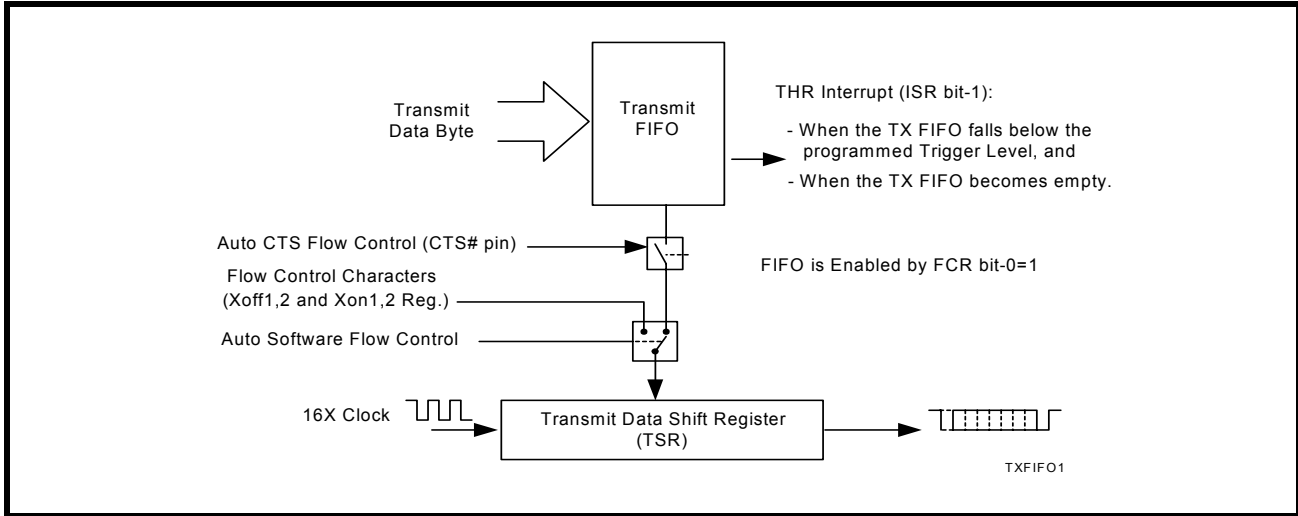 Transmit
Data Byte
Transmit
FIFO
THR Interrupt (ISR bit-1):
- When the TX FIFO falls below the
programmed Trigger Level, and
- When the TX FIFO becomes empty.
Auto CTS Flow Control (CTS# pin)
FIFO is Enabled by FCR bit-0=1
Flow Control Characters
(Xoff1,2 and Xon1,2 Reg.)
Auto Software Flow Control
16X Clock
Transmit Data Shift Register
(TSR)
TXFIFO1